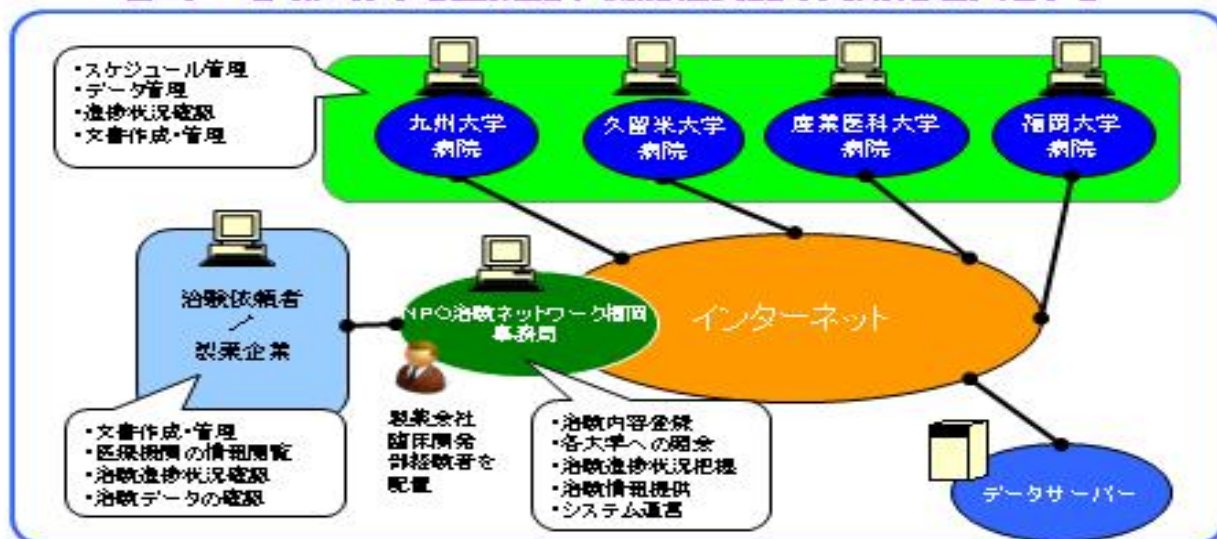 ・スケジュール管理
・データ管理
・進捗状況確認
・文書作成・管理
九州大学
病院
久留米大学
病院
産業医科大学
病院
福岡大学
病院
治験依頼者
/
製薬企業
NPO治験ネットワーク福岡
事務局
インターネット
・文書作成・管理
・医療機関の情報閲覧
・治験進捗状況確認
・治験データの確認
製薬会社
臨床開発
部経験者を
配置
・治験内容登録
・各大学への照会
・治験進捗状況把握
・治験情報提供
・システム運営
データサーバー